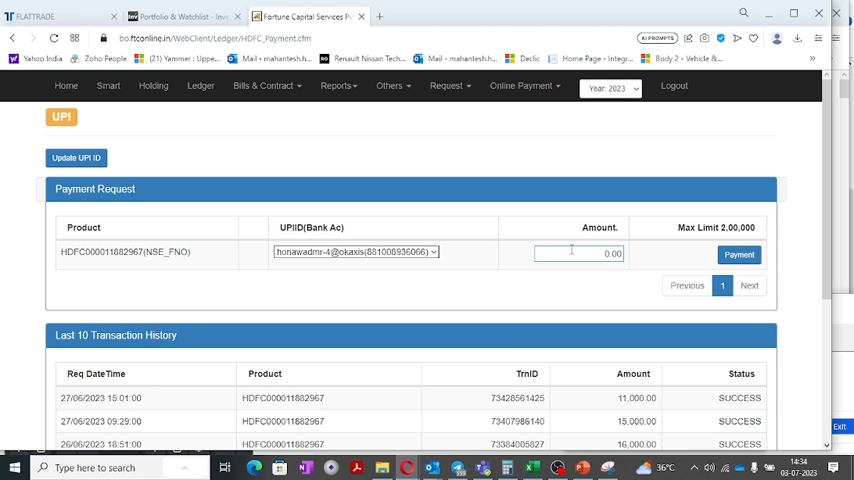 FLATTRADE
Portfolio & Watchlist - Inv
Fortune Capital Services P
bo.ftconline.in/WebClient/Ledger/HDFC_Payment.cfm
AI PROMPTS
Yahoo India
Zoho People
(21) Yammer : Uppe...
Mail - mahantesh.h...
Renault Nissan Tech...
Declic
Home Page - Integr...
Mail - mahantesh.h...
Body 2 - Vehicle &...
Home Smart Holding Ledger Bills & Contract Reports Others Request Online Payment Year: 2023 Logout
UPI
Update UPI ID
Payment Request
Product UPIID(Bank Ac) Amount. Max Limit 2,00,000
HDFC000011882967(NSE_FNO) honawadmr-4@okaxis(881008936066) 0.00 Payment
Previous 1 Next
Last 10 Transaction History
Req DateTime Product TrnID Amount Status
27/06/2023 15:01:00 HDFC000011882967 73428561425 11,000.00 SUCCESS
27/06/2023 09:29:00 HDFC000011882967 73407986140 15,000.00 SUCCESS
26/06/2023 18:51:00 HDFC000011882967 73384005827 16,000.00 SUCCESS
Exit
Type here to search
36°C
14:34
03-07-2023